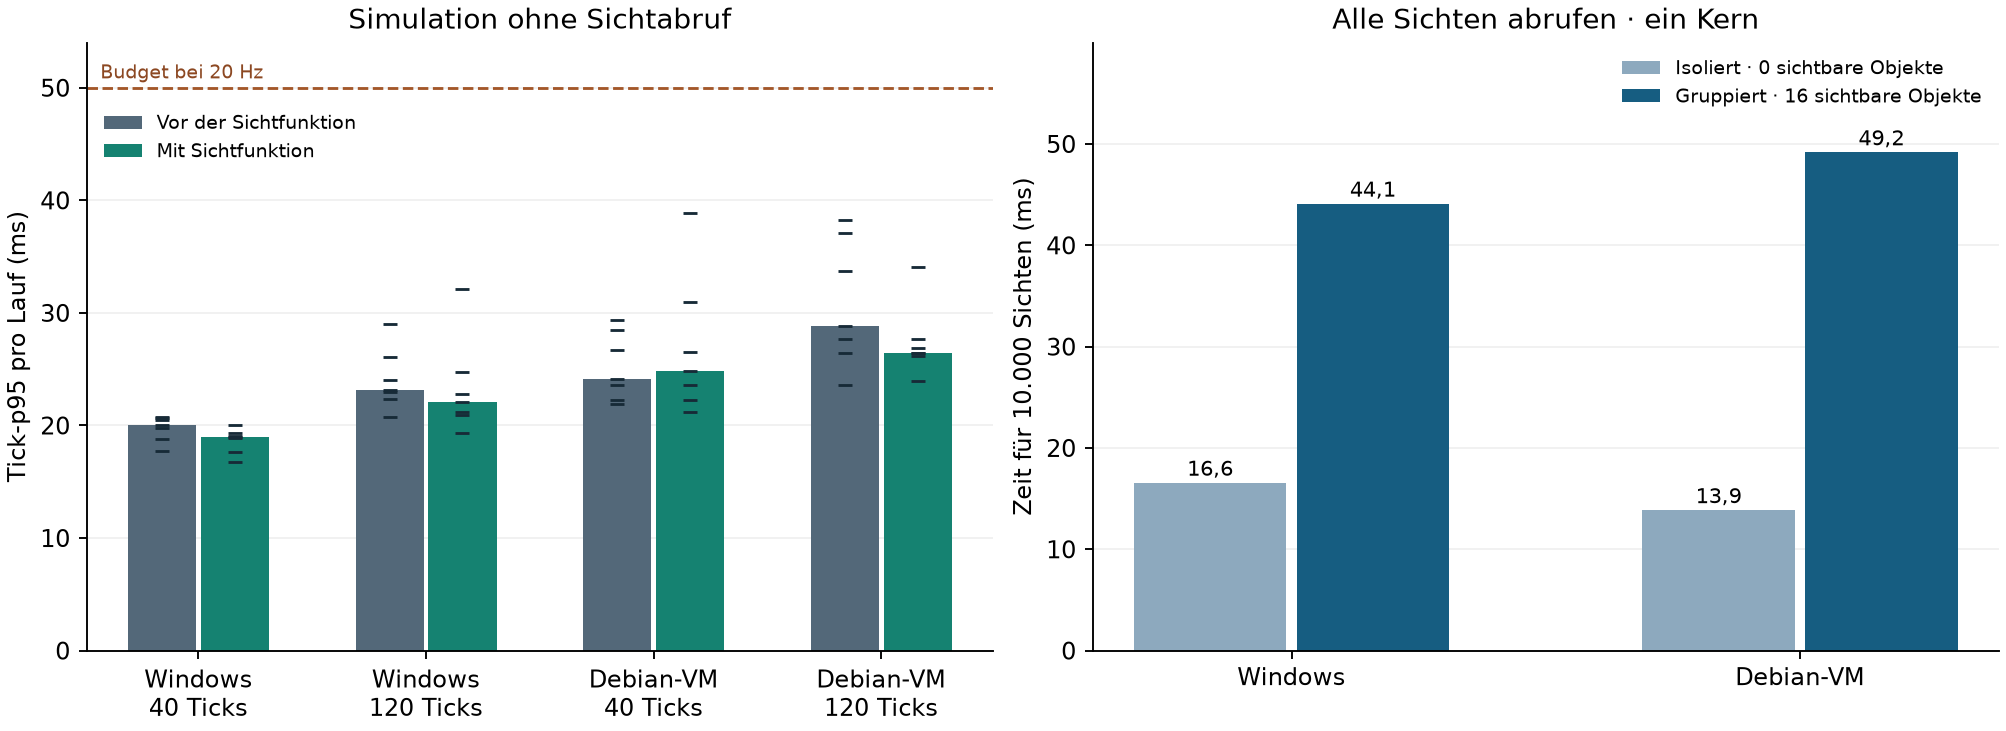 Simulation ohne Sichtabruf
Budget bei 20 Hz
Vor der Sichtfunktion
Mit Sichtfunktion
Tick-p95 pro Lauf (ms)
50
40
30
20
10
0
Windows
40 Ticks
Windows
120 Ticks
Debian-VM
40 Ticks
Debian-VM
120 Ticks
Alle Sichten abrufen · ein Kern
Isoliert · 0 sichtbare Objekte
Gruppiert · 16 sichtbare Objekte
Zeit für 10.000 Sichten (ms)
50
40
30
20
10
0
16,6
44,1
13,9
49,2
Windows
Debian-VM